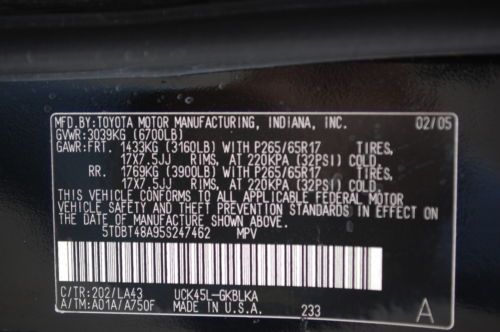 MFD.BY:TOYOTA MOTOR MANUFACTURING, INDIANA, INC. 02/05
GVWR:3039KG (6700LB)
GAWR:FRT. 1433KG (3160LB) WITH P265/65R17 TIRES,
17X7.5JJ RIMS, AT 220KPA (32PSI) COLD.
RR. 1769KG (3900LB) WITH P265/65R17 TIRES,
17X7.5JJ RIMS, AT 220KPA (32PSI) COLD.
THIS VEHICLE CONFORMS TO ALL APPLICABLE FEDERAL MOTOR
VEHICLE SAFETY AND THEFT PREVENTION STANDARDS IN EFFECT ON
THE DATE OF MANUFACTURE SHOWN ABOVE.
5TDBT48A95S247462 MPV
C/TR:202/LA43 UCK45L-GKBLKA
A/TM:A01A/A750F MADE IN U.S.A. 233 A